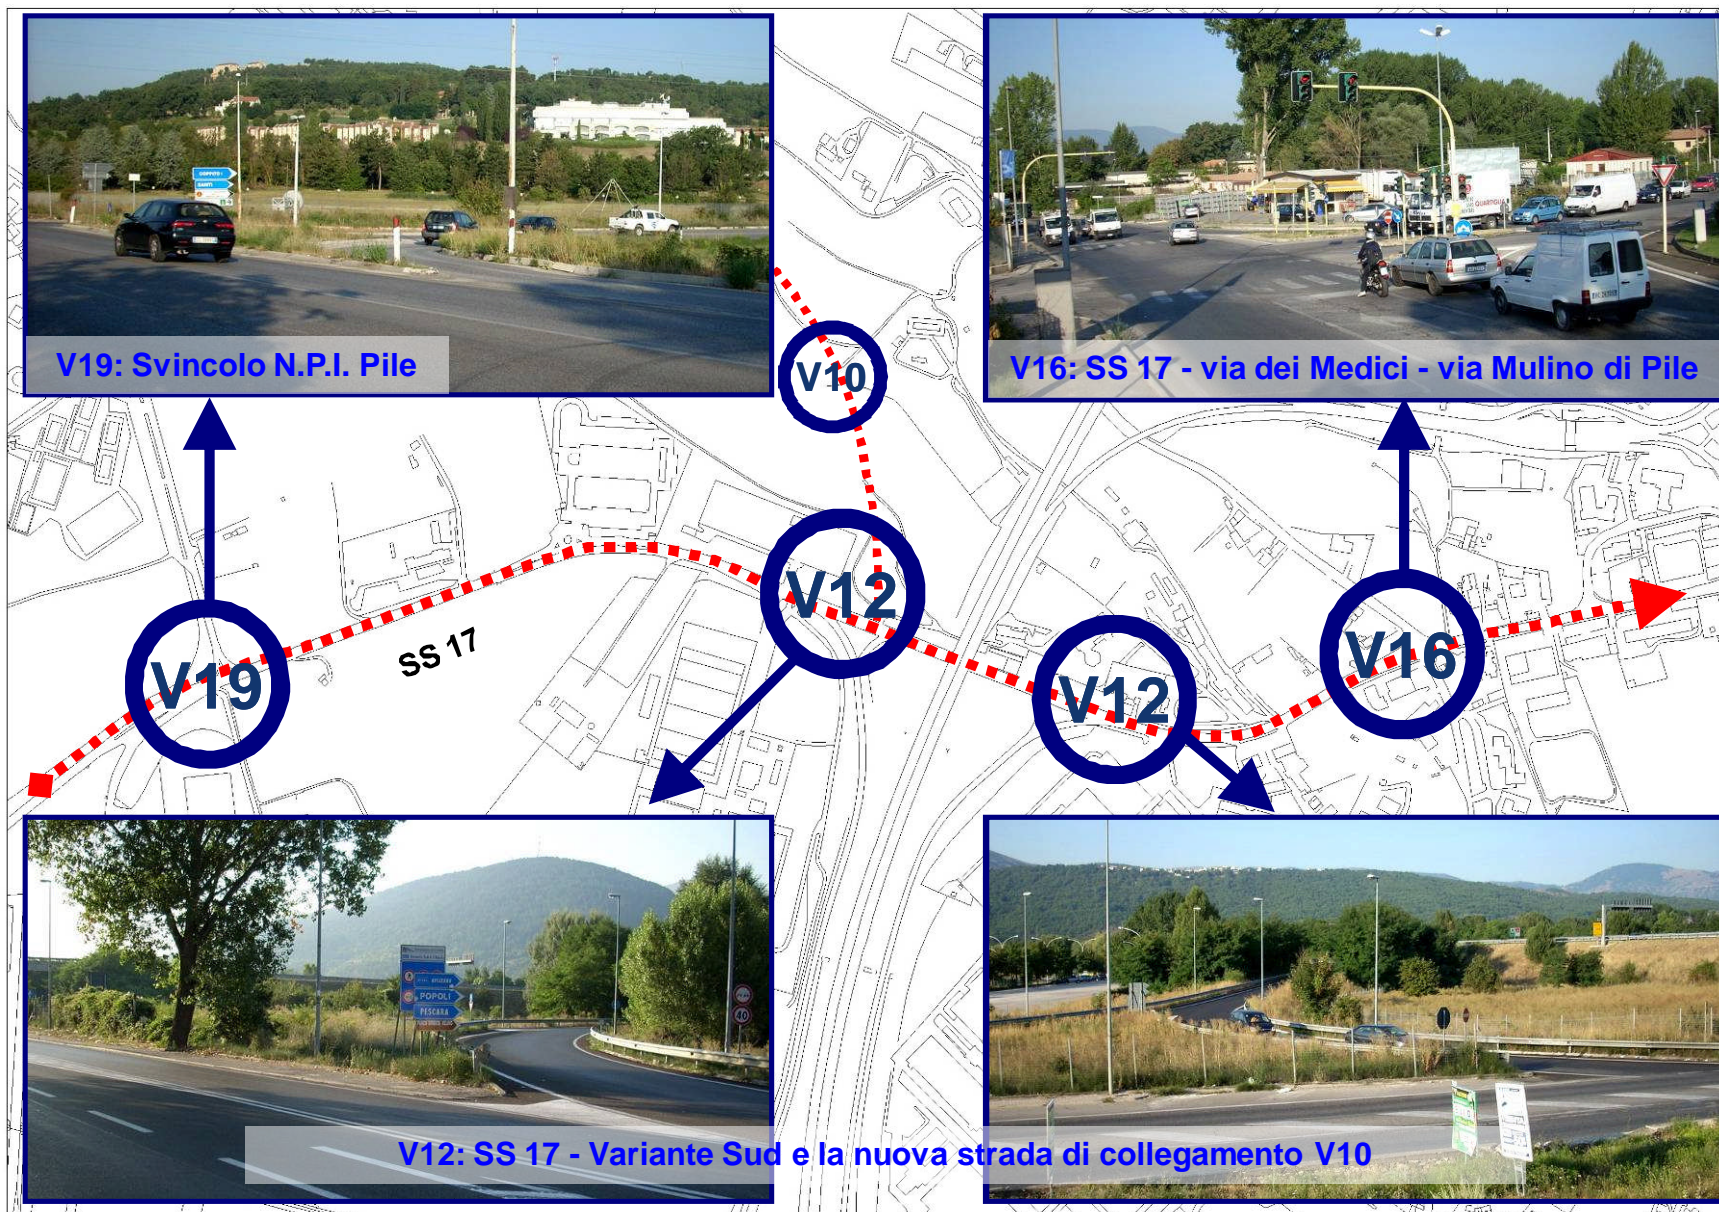 V19: Svincolo N.P.I. Pile
V16: SS 17 - via dei Medici - via Mulino di Pile
V10
V12
SS 17
V19
V12
V16
POPOLI
PESCARA
40
V12: SS 17 - Variante Sud e la nuova strada di collegamento V10